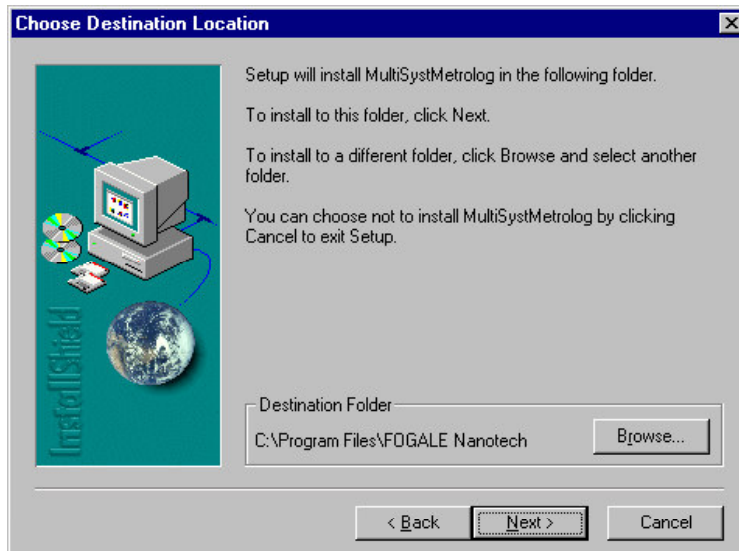 Choose Destination Location
Setup will install MultiSystMetrolog in the following folder.
To install to this folder, click Next.
To install to a different folder, click Browse and select another
folder.
You can choose not to install MultiSystMetrolog by clicking
Cancel to exit Setup.
InstallShield
Destination Folder
C:\Program Files\FOGALE Nanotech
Browse...
< Back
Next >
Cancel